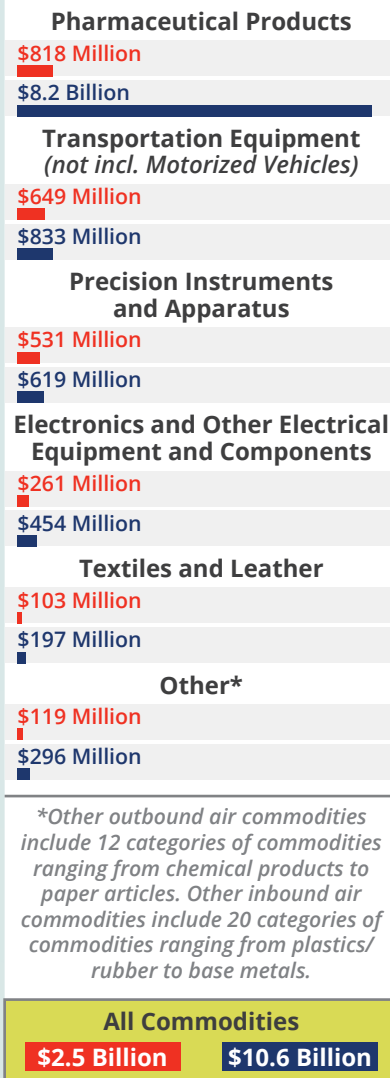 Pharmaceutical Products
$818 Million
$8.2 Billion
Transportation Equipment
(not incl. Motorized Vehicles)
$649 Million
$833 Million
Precision Instruments
and Apparatus
$531 Million
$619 Million
Electronics and Other Electrical
Equipment and Components
$261 Million
$454 Million
Textiles and Leather
$103 Million
$197 Million
Other*
$119 Million
$296 Million
*Other outbound air commodities
include 12 categories of commodities
ranging from chemical products to
paper articles. Other inbound air
commodities include 20 categories of
commodities ranging from plastics/
rubber to base metals.
All Commodities
$2.5 Billion $10.6 Billion